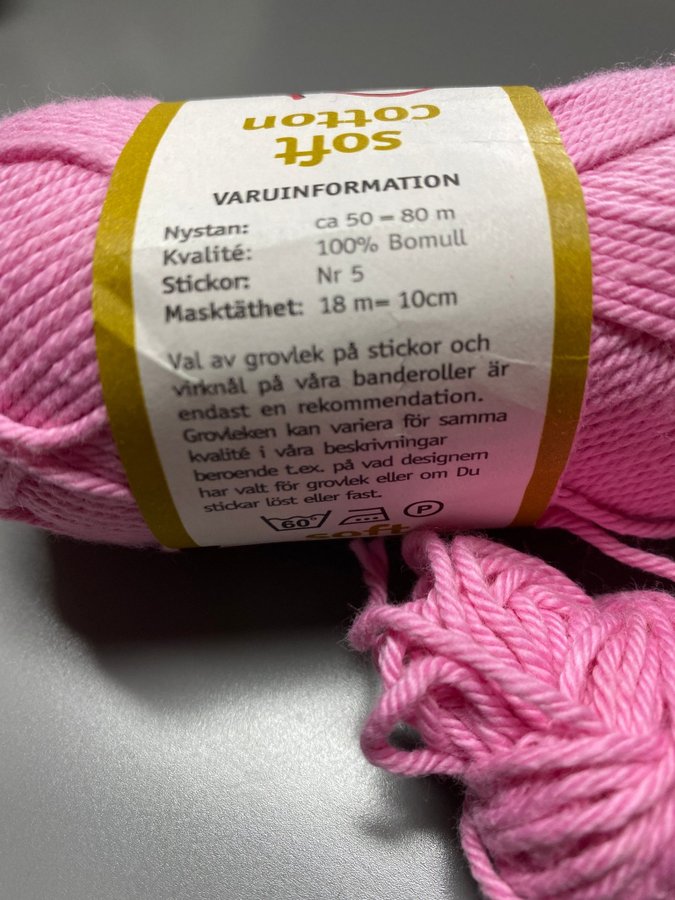 soft
cotton
VARUINFORMATION
Nystan: ca 50 = 80 m
Kvalité: 100% Bomull
Stickor: Nr 5
Masktäthet: 18 m= 10cm
Val av grovlek på stickor och
virknål på våra banderoller är
endast en rekommendation.
Grovleken kan variera för samma
kvalité i våra beskrivningar
beroende t.ex. på vad designern
har valt för grovlek eller om Du
stickar löst eller fast.
60° P
soft